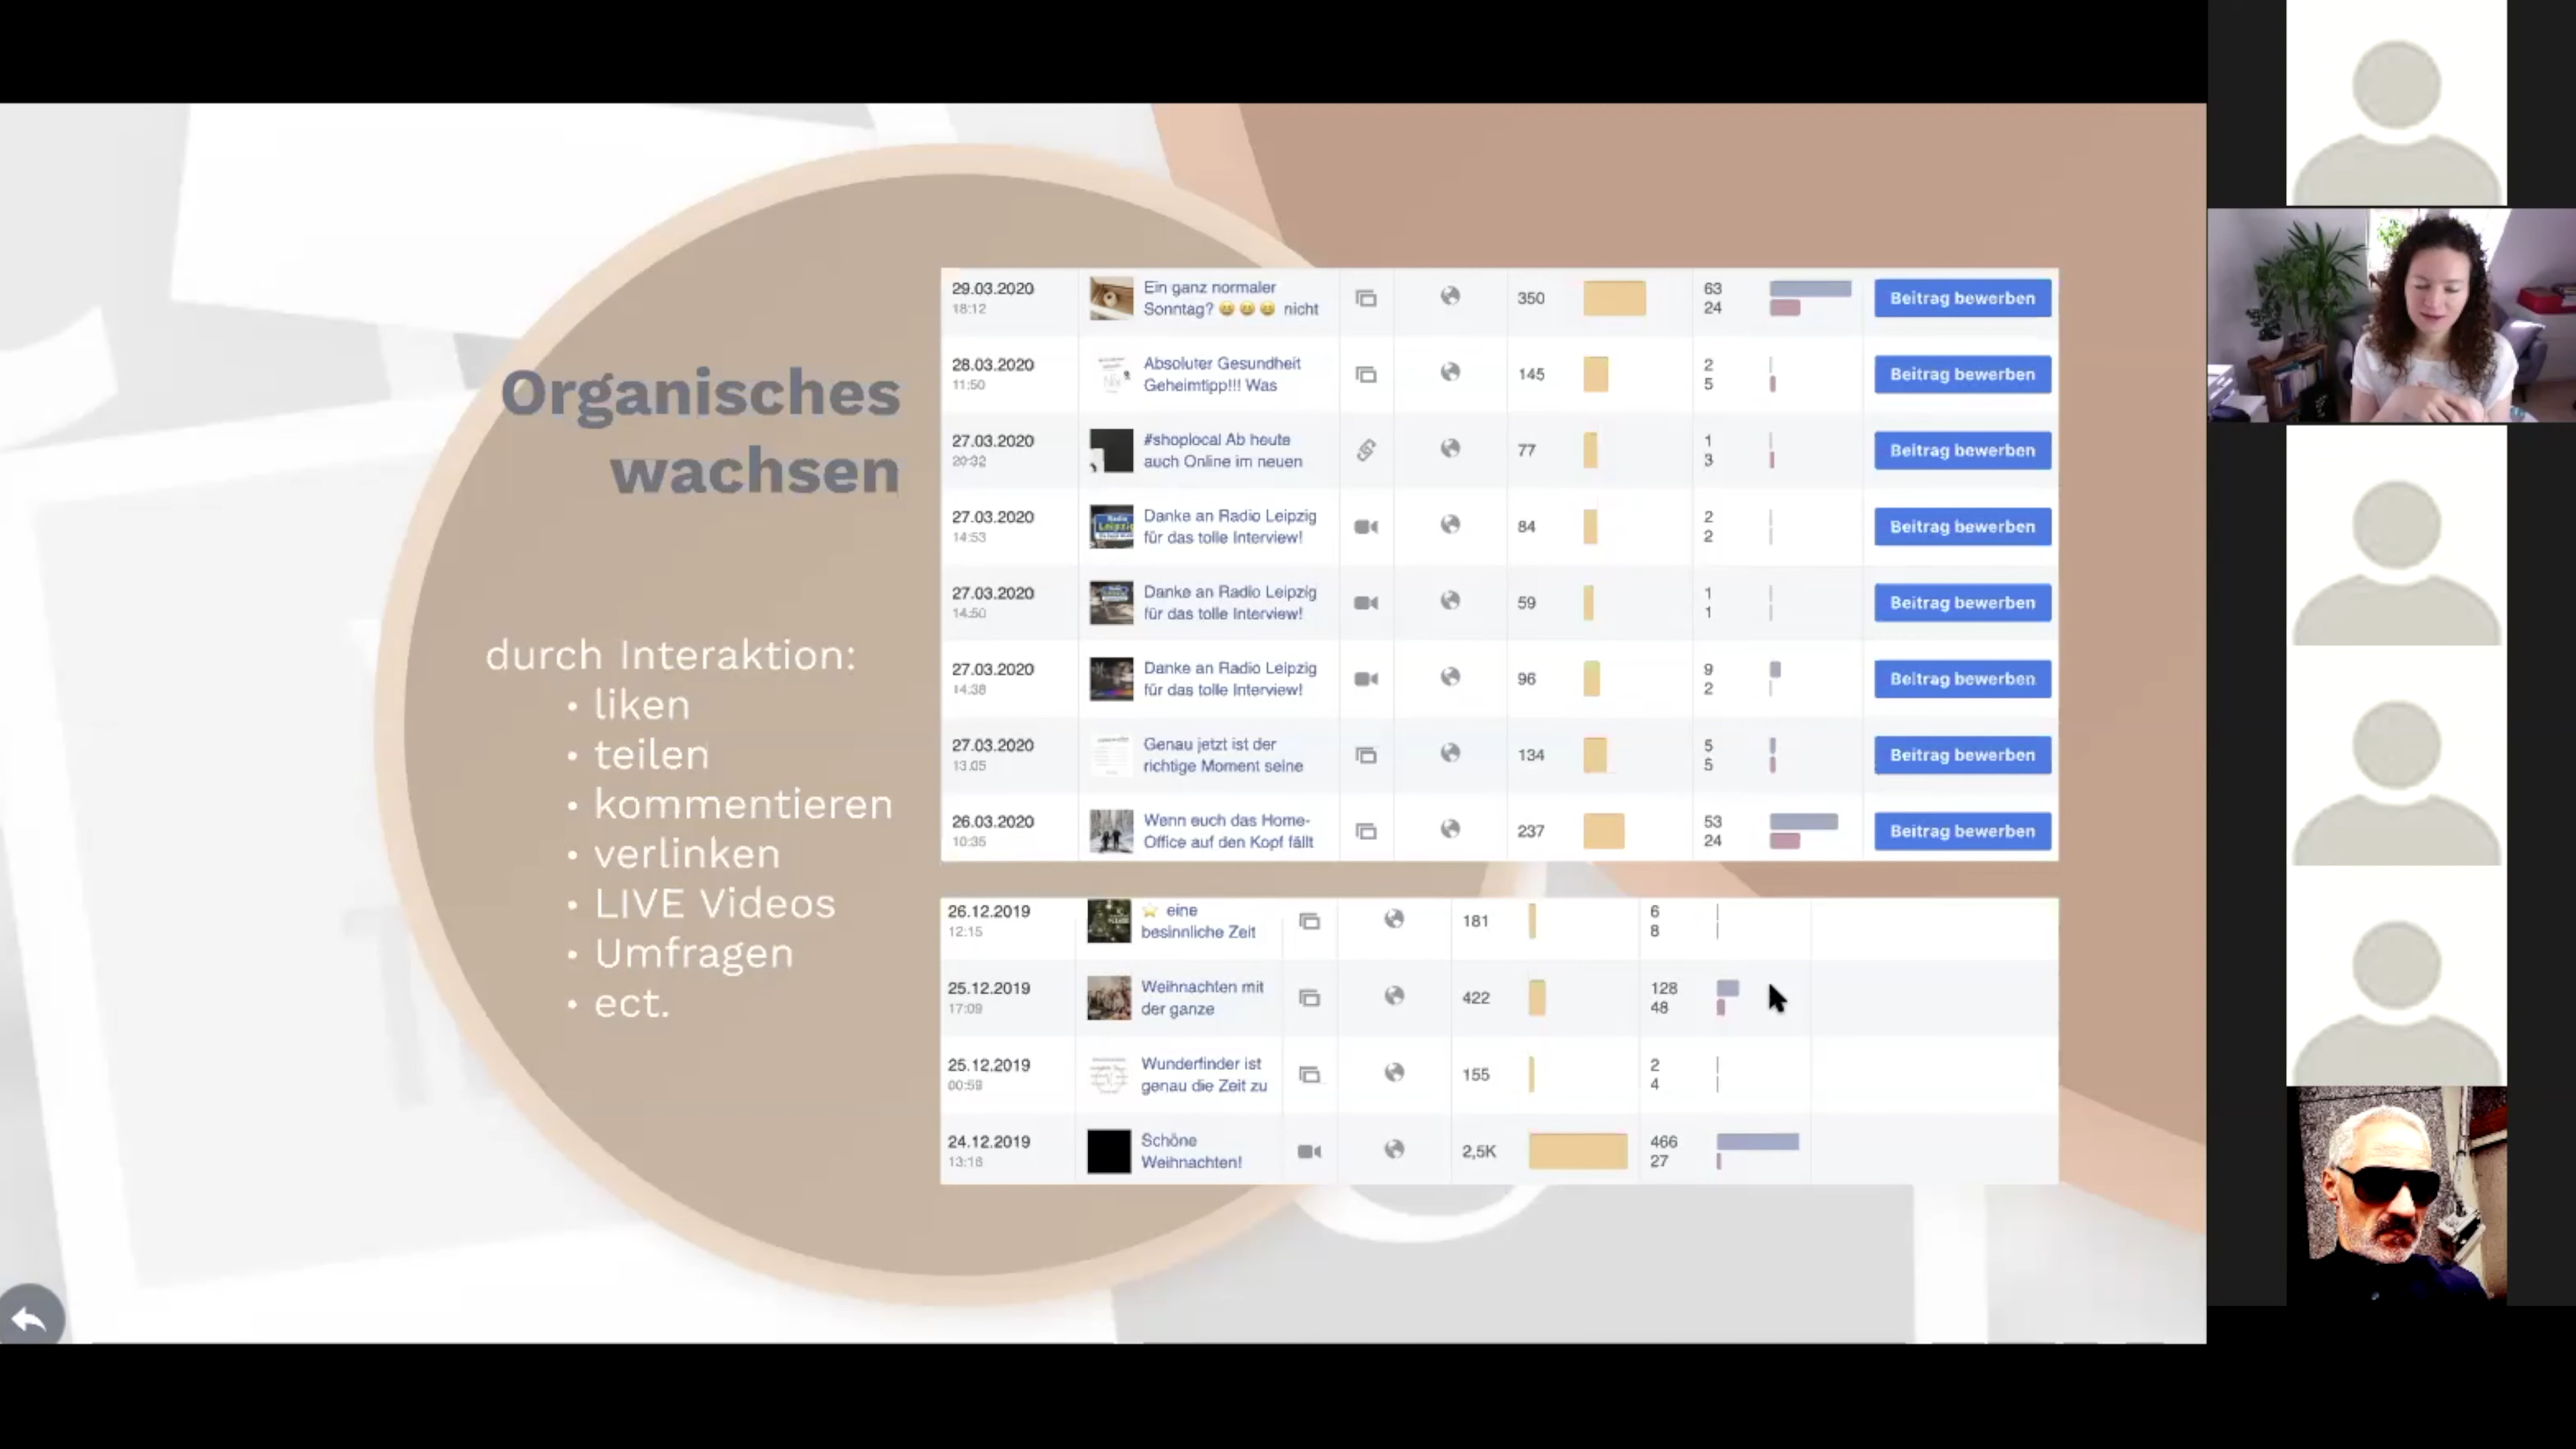 Organisches
wachsen
durch Interaktion:
• liken
• teilen
• kommentieren
• verlinken
• LIVE Videos
• Umfragen
• ect.
29.03.2020
18:12
Ein ganz normaler
Sonntag? 😄 😄 😄 nicht
350
63
24
Beitrag bewerben
28.03.2020
11:50
Absoluter Gesundheit
Geheimtipp!!! Was
145
2
5
Beitrag bewerben
27.03.2020
20:32
#shoplocal Ab heute
auch Online im neuen
77
1
3
Beitrag bewerben
27.03.2020
14:53
Radio
Leipzig
Danke an Radio Leipzig
für das tolle Interview!
84
2
2
Beitrag bewerben
27.03.2020
14:50
Danke an Radio Leipzig
für das tolle Interview!
59
1
1
Beitrag bewerben
27.03.2020
14:38
Danke an Radio Leipzig
für das tolle Interview!
96
9
2
Beitrag bewerben
27.03.2020
13:05
Genau jetzt ist der
richtige Moment seine
134
5
5
Beitrag bewerben
26.03.2020
10:35
Wenn euch das Home-
Office auf den Kopf fällt
237
53
24
Beitrag bewerben
26.12.2019
12:15
⭐ eine
besinnliche Zeit
181
6
8
25.12.2019
17:09
Weihnachten mit
der ganze
422
128
48
25.12.2019
00:59
Wunderfinder ist
genau die Zeit zu
155
2
4
24.12.2019
13:16
Schöne
Weihnachten!
2,5K
466
27